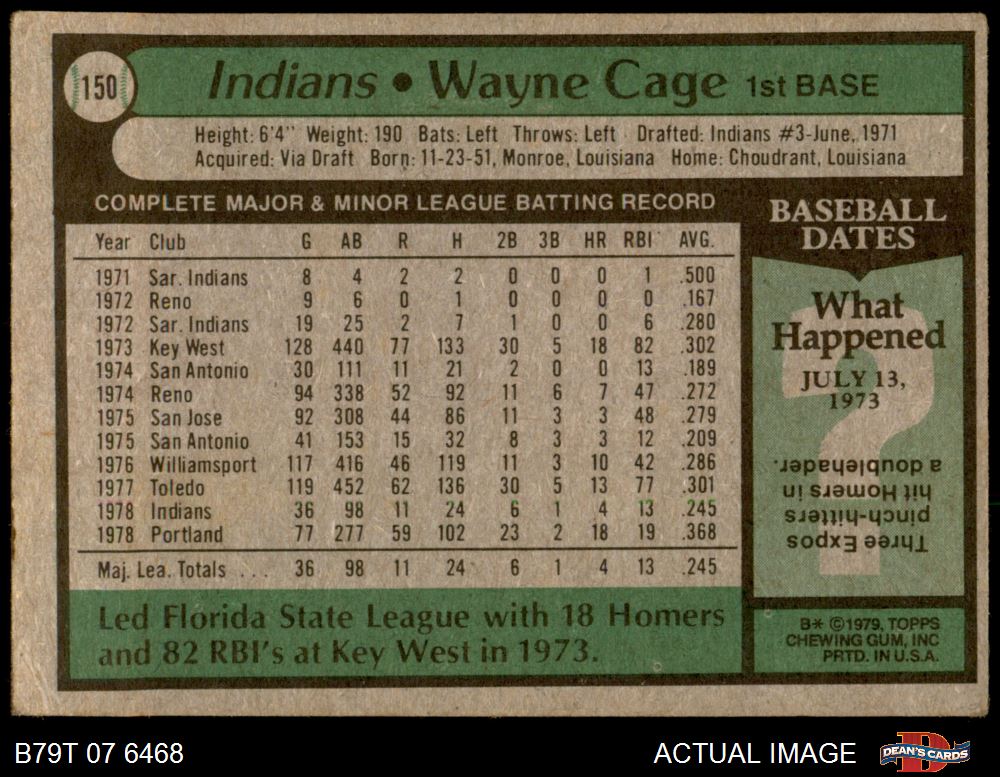 150
Indians • Wayne Cage 1st BASE
Height: 6'4" Weight: 190 Bats: Left Throws: Left Drafted: Indians #3-June, 1971
Acquired: Via Draft Born: 11-23-51, Monroe, Louisiana Home: Choudrant, Louisiana
COMPLETE MAJOR & MINOR LEAGUE BATTING RECORD
Year Club G AB R H 2B 3B HR RBI AVG.
1971 Sar. Indians 8 4 2 2 0 0 0 1 .500
1972 Reno 9 6 0 1 0 0 0 0 .167
1972 Sar. Indians 19 25 2 7 1 0 0 6 .280
1973 Key West 128 440 77 133 30 5 18 82 .302
1974 San Antonio 30 111 11 21 2 0 0 13 .189
1974 Reno 94 338 52 92 11 6 7 47 .272
1975 San Jose 92 308 44 86 11 3 3 48 .279
1975 San Antonio 41 153 15 32 8 3 3 12 .209
1976 Williamsport 117 416 46 119 11 3 10 42 .286
1977 Toledo 119 452 62 136 30 5 13 77 .301
1978 Indians 36 98 11 24 6 1 4 13 .245
1978 Portland 77 277 59 102 23 2 18 19 .368
Maj. Lea. Totals . . . 36 98 11 24 6 1 4 13 .245
Led Florida State League with 18 Homers
and 82 RBI's at Key West in 1973.
BASEBALL
DATES
What
Happened
JULY 13,
1973
?
Three Expos
pinch-hitters
hit Homers in
a doubleheader.
B* ©1979, TOPPS
CHEWING GUM, INC
PRTD. IN U.S.A.
B79T 07 6468
ACTUAL IMAGE
D
DEAN'S CARDS